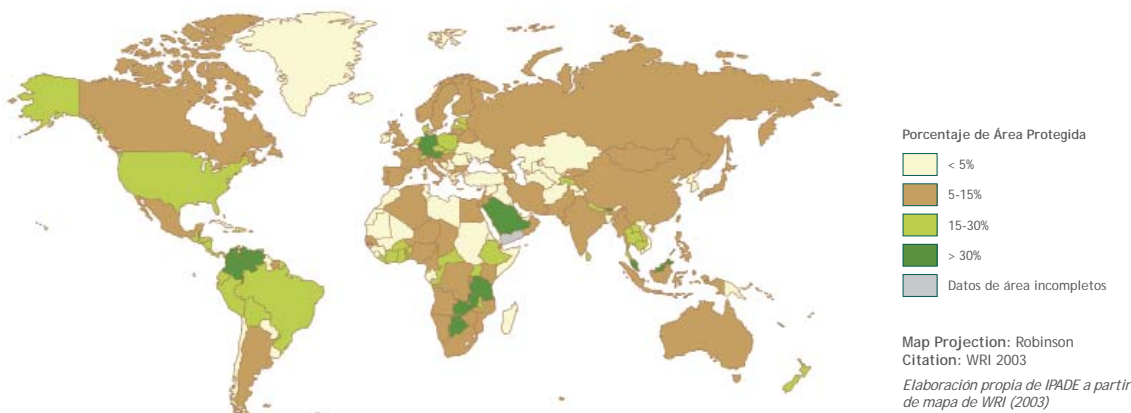 Porcentaje de Área Protegida
< 5%
5-15%
15-30%
> 30%
Datos de área incompletos
Map Projection: Robinson
Citation: WRI 2003
Elaboración propia de IPADE a partir
de mapa de WRI (2003)